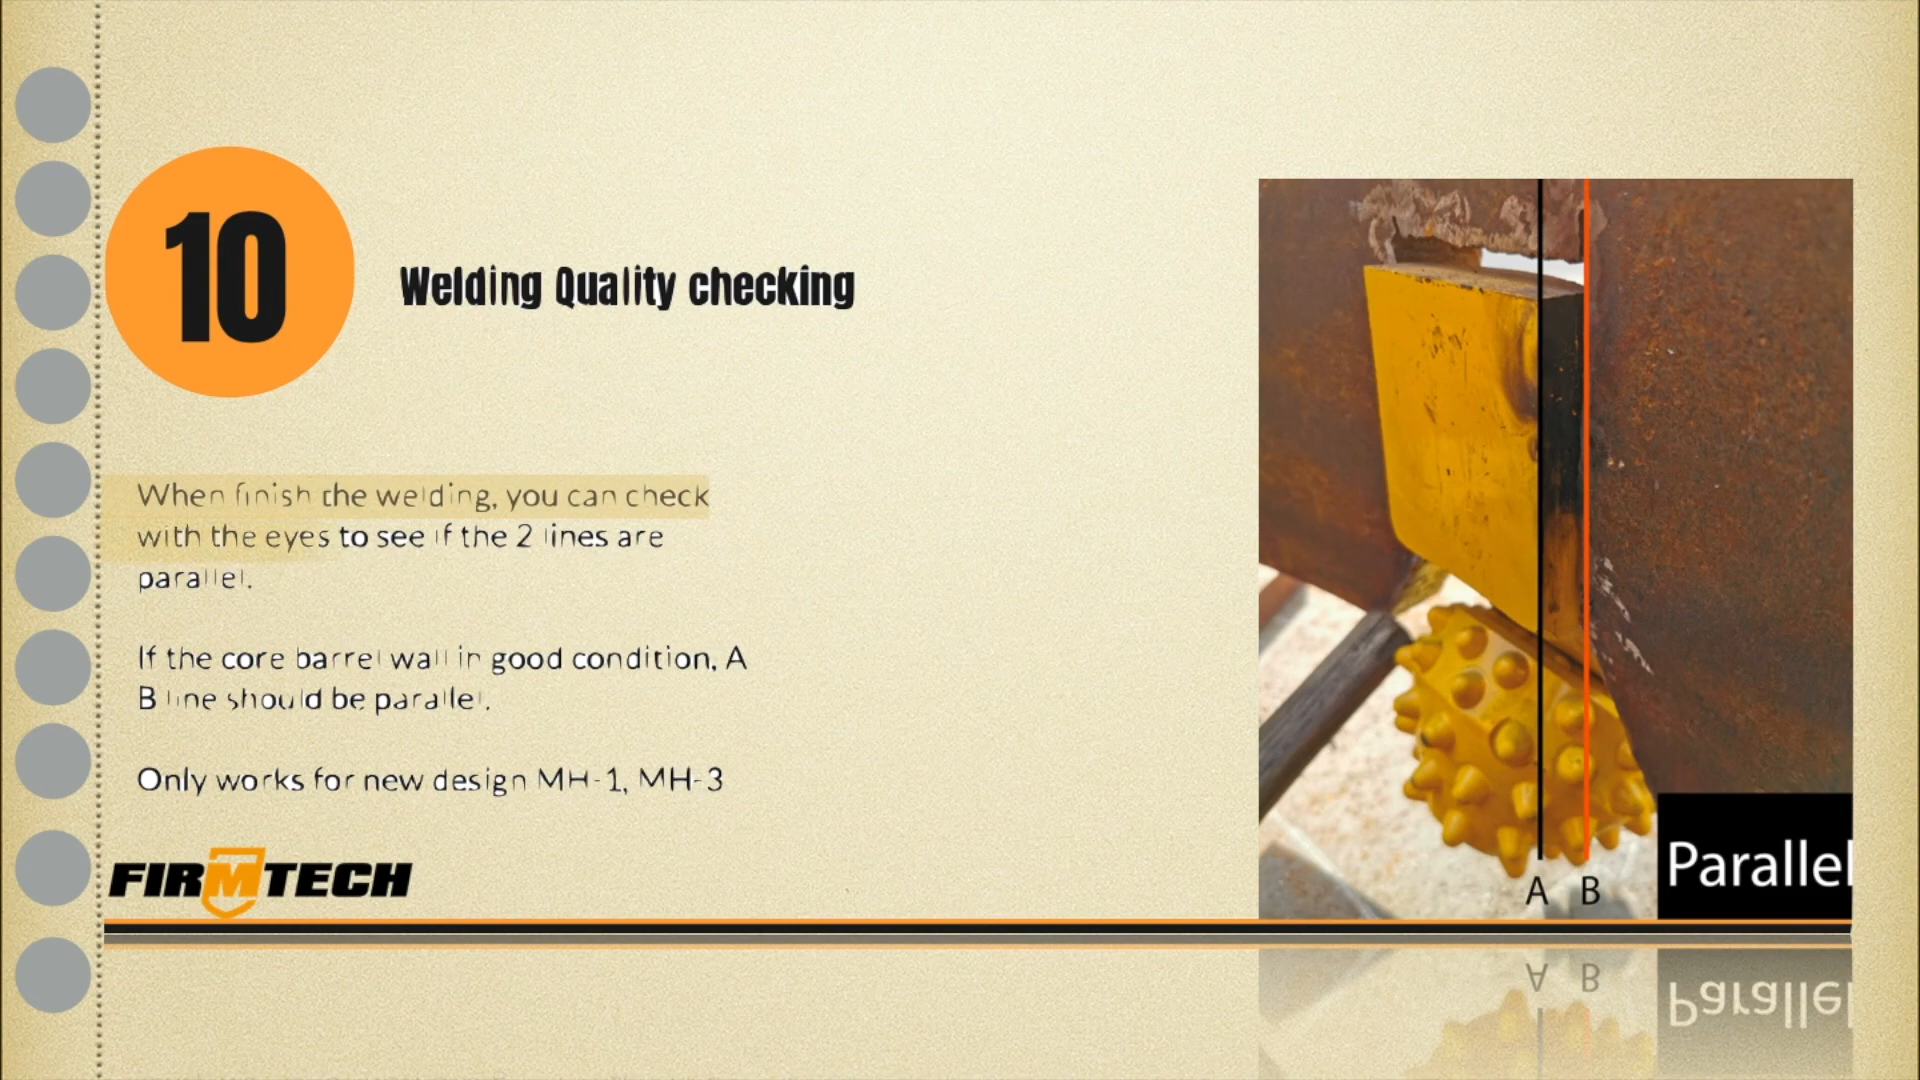 10
Welding Quality checking
When finish the welding, you can check
with the eyes to see if the 2 lines are
parallel.
If the core barrel wall in good condition, A
B line should be parallel.
Only works for new design MH-1, MH-3
FIRMTECH
A B
Parallel